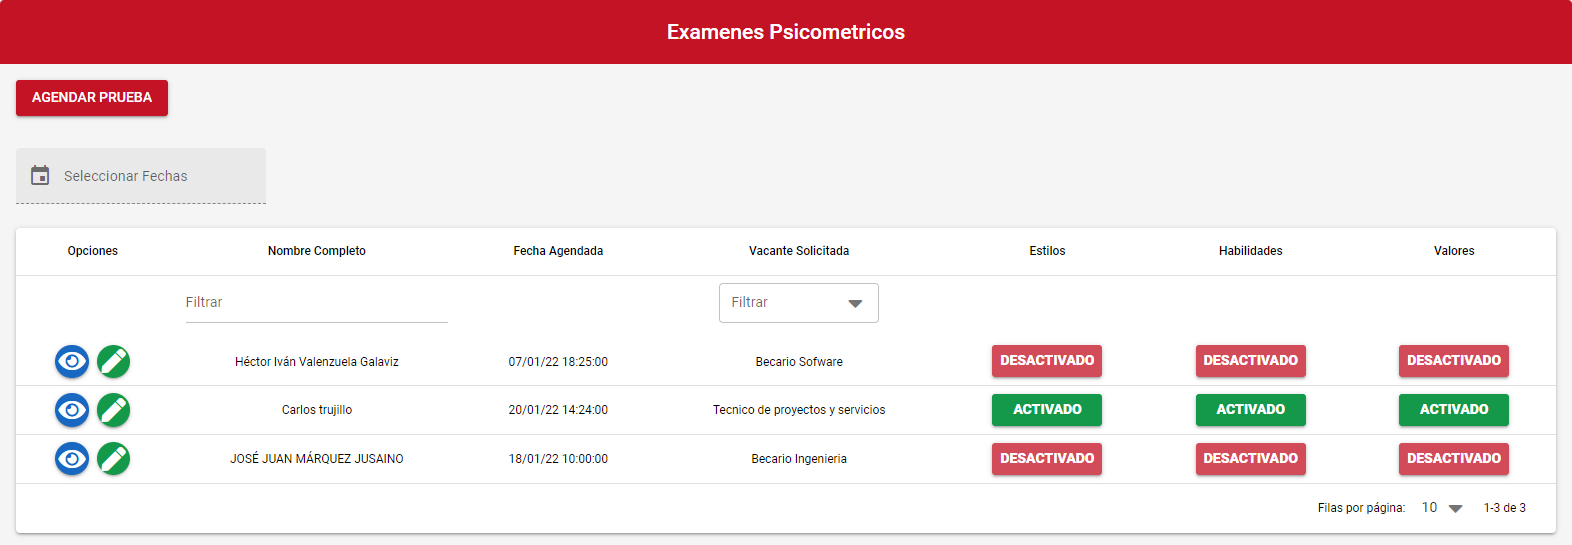 Examenes Psicometricos
AGENDAR PRUEBA
Seleccionar Fechas
Opciones Nombre Completo Fecha Agendada Vacante Solicitada Estilos Habilidades Valores
Filtrar Filtrar
Héctor Iván Valenzuela Galaviz 07/01/22 18:25:00 Becario Sofware DESACTIVADO DESACTIVADO DESACTIVADO
Carlos trujillo 20/01/22 14:24:00 Tecnico de proyectos y servicios ACTIVADO ACTIVADO ACTIVADO
JOSÉ JUAN MÁRQUEZ JUSAINO 18/01/22 10:00:00 Becario Ingenieria DESACTIVADO DESACTIVADO DESACTIVADO
Filas por página: 10 1-3 de 3